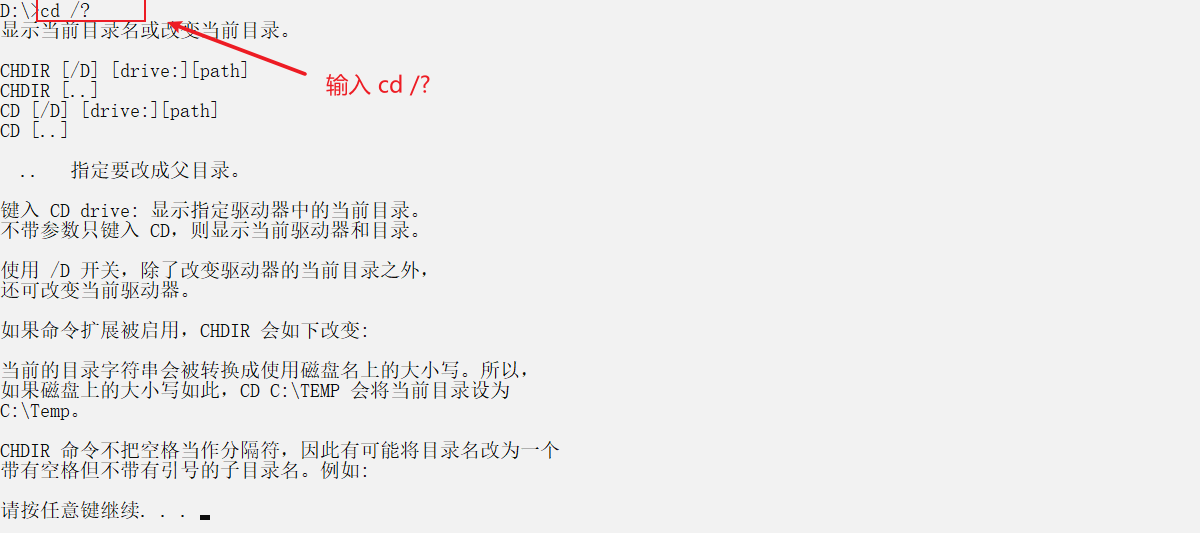 D:\>cd /?
显示当前目录名或改变当前目录。
CHDIR [/D] [drive:][path]
输入 cd /?
CHDIR [..]
CD [/D] [drive:][path]
CD [..]
.. 指定要改成父目录。
键入 CD drive: 显示指定驱动器中的当前目录。
不带参数只键入 CD，则显示当前驱动器和目录。
使用 /D 开关，除了改变驱动器的当前目录之外，
还可改变当前驱动器。
如果命令扩展被启用，CHDIR 会如下改变:
当前的目录字符串会被转换成使用磁盘名上的大小写。所以，
如果磁盘上的大小写如此，CD C:\TEMP 会将当前目录设为
C:\Temp。
CHDIR 命令不把空格当作分隔符，因此有可能将目录名改为一个
带有空格但不带有引号的子目录名。例如:
请按任意键继续. . .